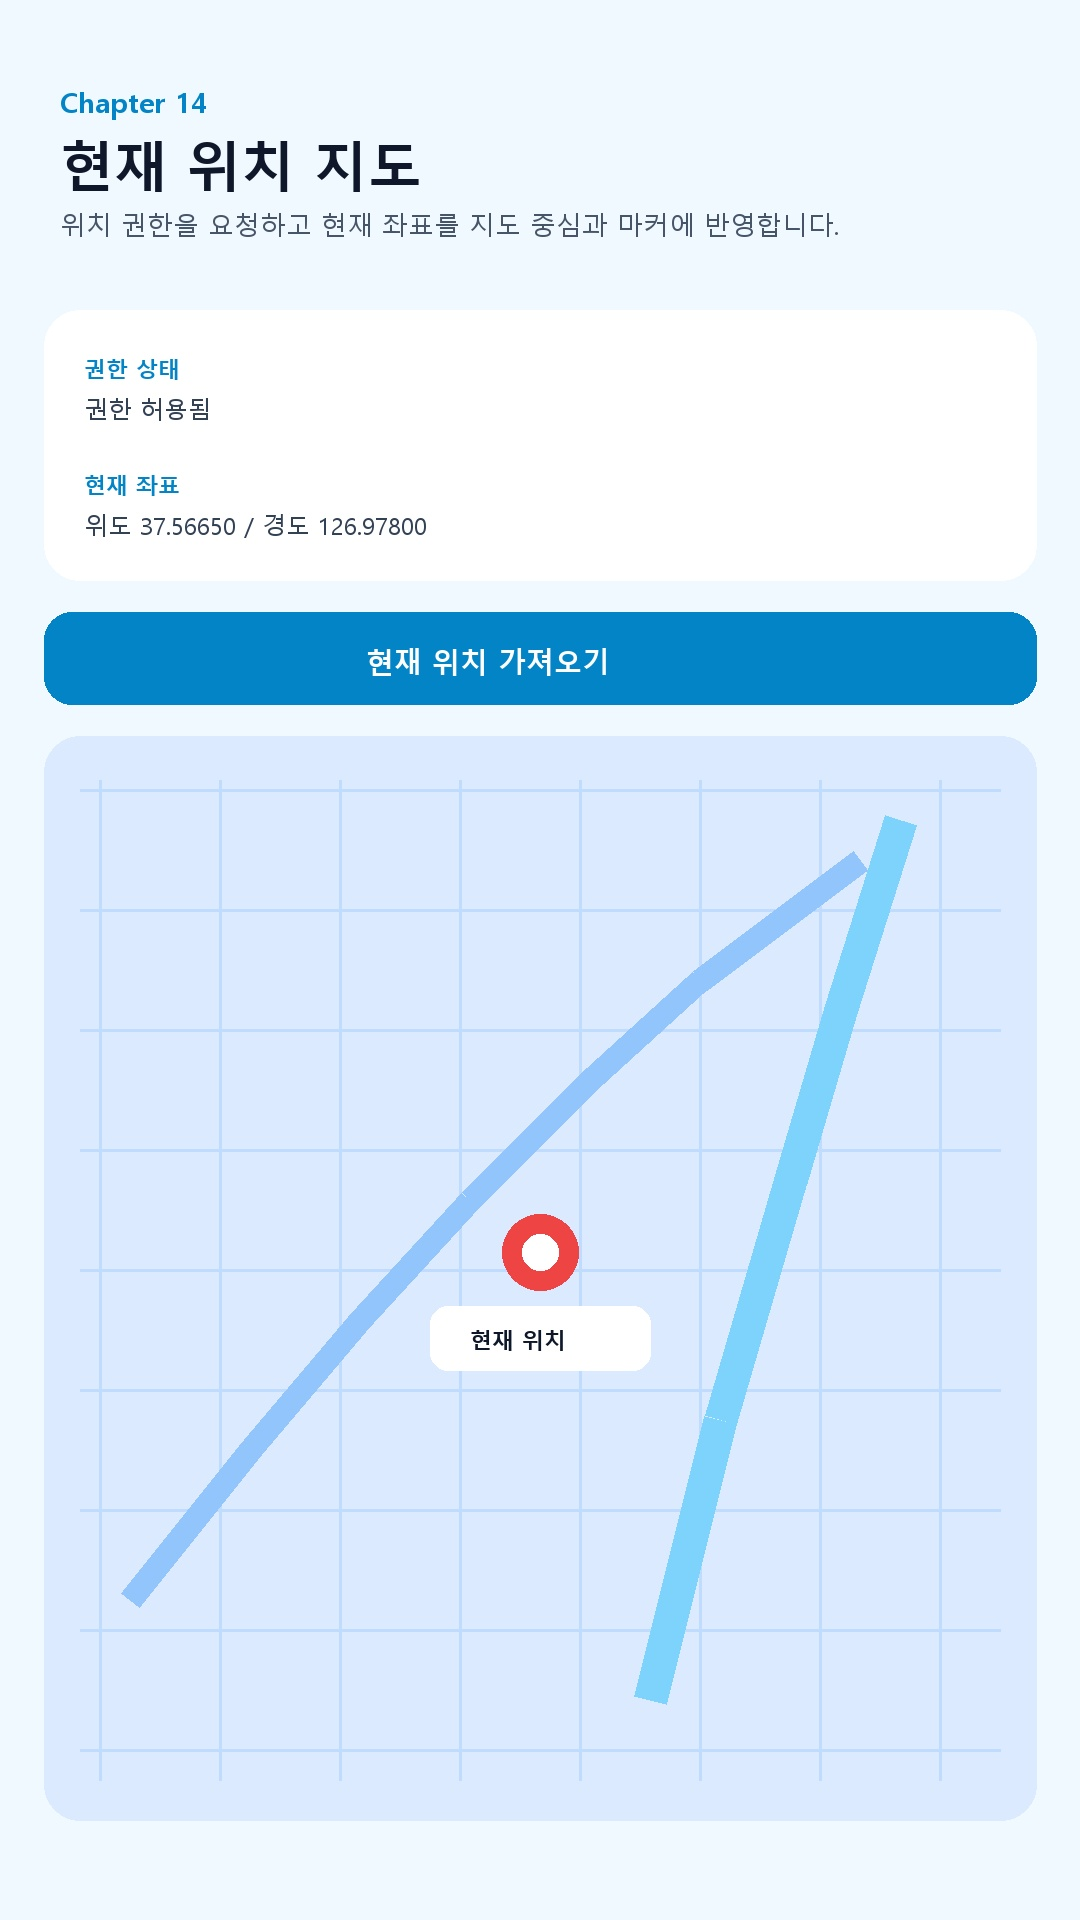 Chapter 14
현재 위치 지도
위치 권한을 요청하고 현재 좌표를 지도 중심과 마커에 반영합니다.
권한 상태
권한 허용됨
현재 좌표
위도 37.56650 / 경도 126.97800
현재 위치 가져오기
현재 위치